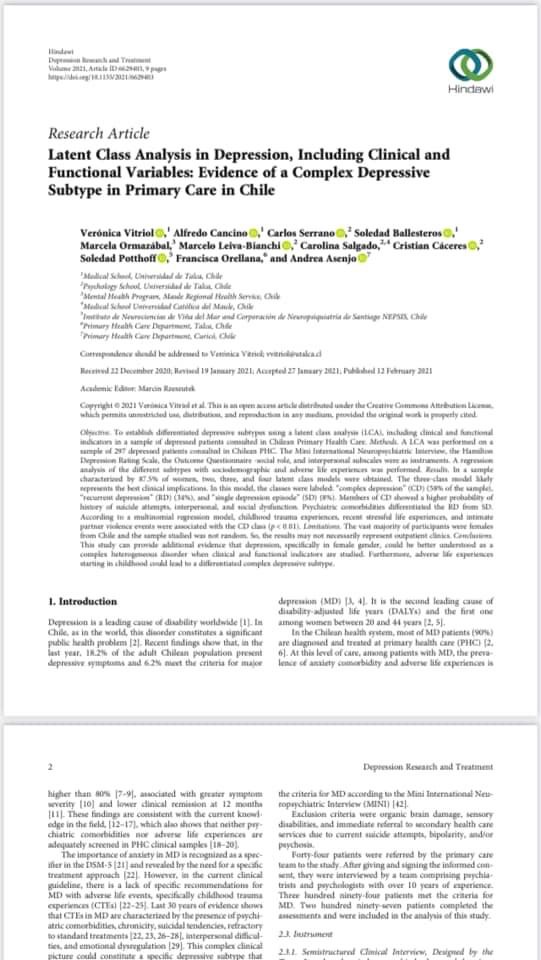 Hindawi
Depression Research and Treatment
Volume 2021, Article ID 6629403, 9 pages
https://doi.org/10.1155/2021/6629403
Hindawi
Research Article
Latent Class Analysis in Depression, Including Clinical and
Functional Variables: Evidence of a Complex Depressive
Subtype in Primary Care in Chile
Verónica Vitriol,1 Alfredo Cancino,1 Carlos Serrano,2 Soledad Ballesteros,1
Marcela Ormazábal,3 Marcelo Leiva-Bianchi,2 Carolina Salgado,2,4 Cristian Cáceres,2
Soledad Potthoff,5 Francisca Orellana,6 and Andrea Asenjo7
1Medical School, Universidad de Talca, Chile
2Psychology School, Universidad de Talca, Chile
3Mental Health Program, Maule Regional Health Service, Chile
4Medical School Universidad Católica del Maule, Chile
5Instituto de Neurociencias de Viña del Mar and Corporación de Neuropsiquiatría de Santiago NEPSIS, Chile
6Primary Health Care Department, Talca, Chile
7Primary Health Care Department, Curicó, Chile
Correspondence should be addressed to Verónica Vitriol; vvitriol@utalca.cl
Received 22 December 2020; Revised 19 January 2021; Accepted 27 January 2021; Published 12 February 2021
Academic Editor: Marcin Rzeszutek
Copyright © 2021 Verónica Vitriol et al. This is an open access article distributed under the Creative Commons Attribution License,
which permits unrestricted use, distribution, and reproduction in any medium, provided the original work is properly cited.
Objective. To establish differentiated depressive subtypes using a latent class analysis (LCA), including clinical and functional
indicators in a sample of depressed patients consulted in Chilean Primary Health Care. Methods. A LCA was performed on a
sample of 297 depressed patients consulted in Chilean PHC. The Mini International Neuropsychiatric Interview, the Hamilton
Depression Rating Scale, the Outcome Questionnaire -social role, and interpersonal subscales were as instruments. A regression
analysis of the different subtypes with sociodemographic and adverse life experiences was performed. Results. In a sample
characterized by 87.5% of women, two, three, and four latent class models were obtained. The three-class model likely
represents the best clinical implications. In this model, the classes were labeled: "complex depression" (CD) (58% of the sample),
"recurrent depression" (RD) (34%), and "single depression episode" (SD) (8%). Members of CD showed a higher probability of
history of suicide attempts, interpersonal, and social dysfunction. Psychiatric comorbidities differentiated the RD from SD.
According to a multinomial regression model, childhood trauma experiences, recent stressful life experiences, and intimate
partner violence events were associated with the CD class (p < 0.01). Limitations. The vast majority of participants were females
from Chile and the sample studied was not random. So, the results may not necessarily represent outpatient clinics. Conclusions.
This study can provide additional evidence that depression, specifically in female gender, could be better understood as a
complex heterogeneous disorder when clinical and functional indicators are studied. Furthermore, adverse life experiences
starting in childhood could lead to a differentiated complex depressive subtype.
1. Introduction
Depression is a leading cause of disability worldwide [1]. In
Chile, as in the world, this disorder constitutes a significant
public health problem [2]. Recent findings show that, in the
last year, 18.2% of the adult Chilean population present
depressive symptoms and 6.2% meet the criteria for major
depression (MD) [3, 4]. It is the second leading cause of
disability-adjusted life years (DALYs) and the first one
among women between 20 and 44 years [2, 5].
In the Chilean health system, most of MD patients (90%)
are diagnosed and treated at primary health care (PHC) [2,
6]. At this level of care, among patients with MD, the preva-
lence of anxiety comorbidity and adverse life experiences is
2
Depression Research and Treatment
higher than 80% [7–9], associated with greater symptom
severity [10] and lower clinical remission at 12 months
[11]. These findings are consistent with the current knowl-
edge in the field, [12–17], which also shows that neither psy-
chiatric comorbidities nor adverse life experiences are
adequately screened in PHC clinical samples [18–20].
The importance of anxiety in MD is recognized as a spec-
ifier in the DSM-5 [21] and revealed by the need for a specific
treatment approach [22]. However, in the current clinical
guideline, there is a lack of specific recommendations for
MD with adverse life events, specifically childhood trauma
experiences (CTEs) [22–25]. Last 30 years of evidence shows
that CTEs in MD are characterized by the presence of psychi-
atric comorbidities, chronicity, suicidal tendencies, refractory
to standard treatments [22, 23, 26–28], interpersonal difficul-
ties, and emotional dysregulation [29]. This complex clinical
picture could constitute a specific depressive subtype that
the criteria for MD according to the Mini International Neu-
ropsychiatric Interview (MINI) [42].
Exclusion criteria were organic brain damage, sensory
disabilities, and immediate referral to secondary health care
services due to current suicide attempts, bipolarity, and/or
psychosis.
Forty-four patients were referred by the primary care
team to the study. After giving and signing the informed con-
sent, they were interviewed by a team comprising psychia-
trists and psychologists with over 10 years of experience.
Three hundred ninety-four patients met the criteria for
MD. Two hundred ninety-seven patients completed the
assessments and were included in the analysis of this study.
2.3. Instrument
2.3.1. Semistructured Clinical Interview, Designed by the